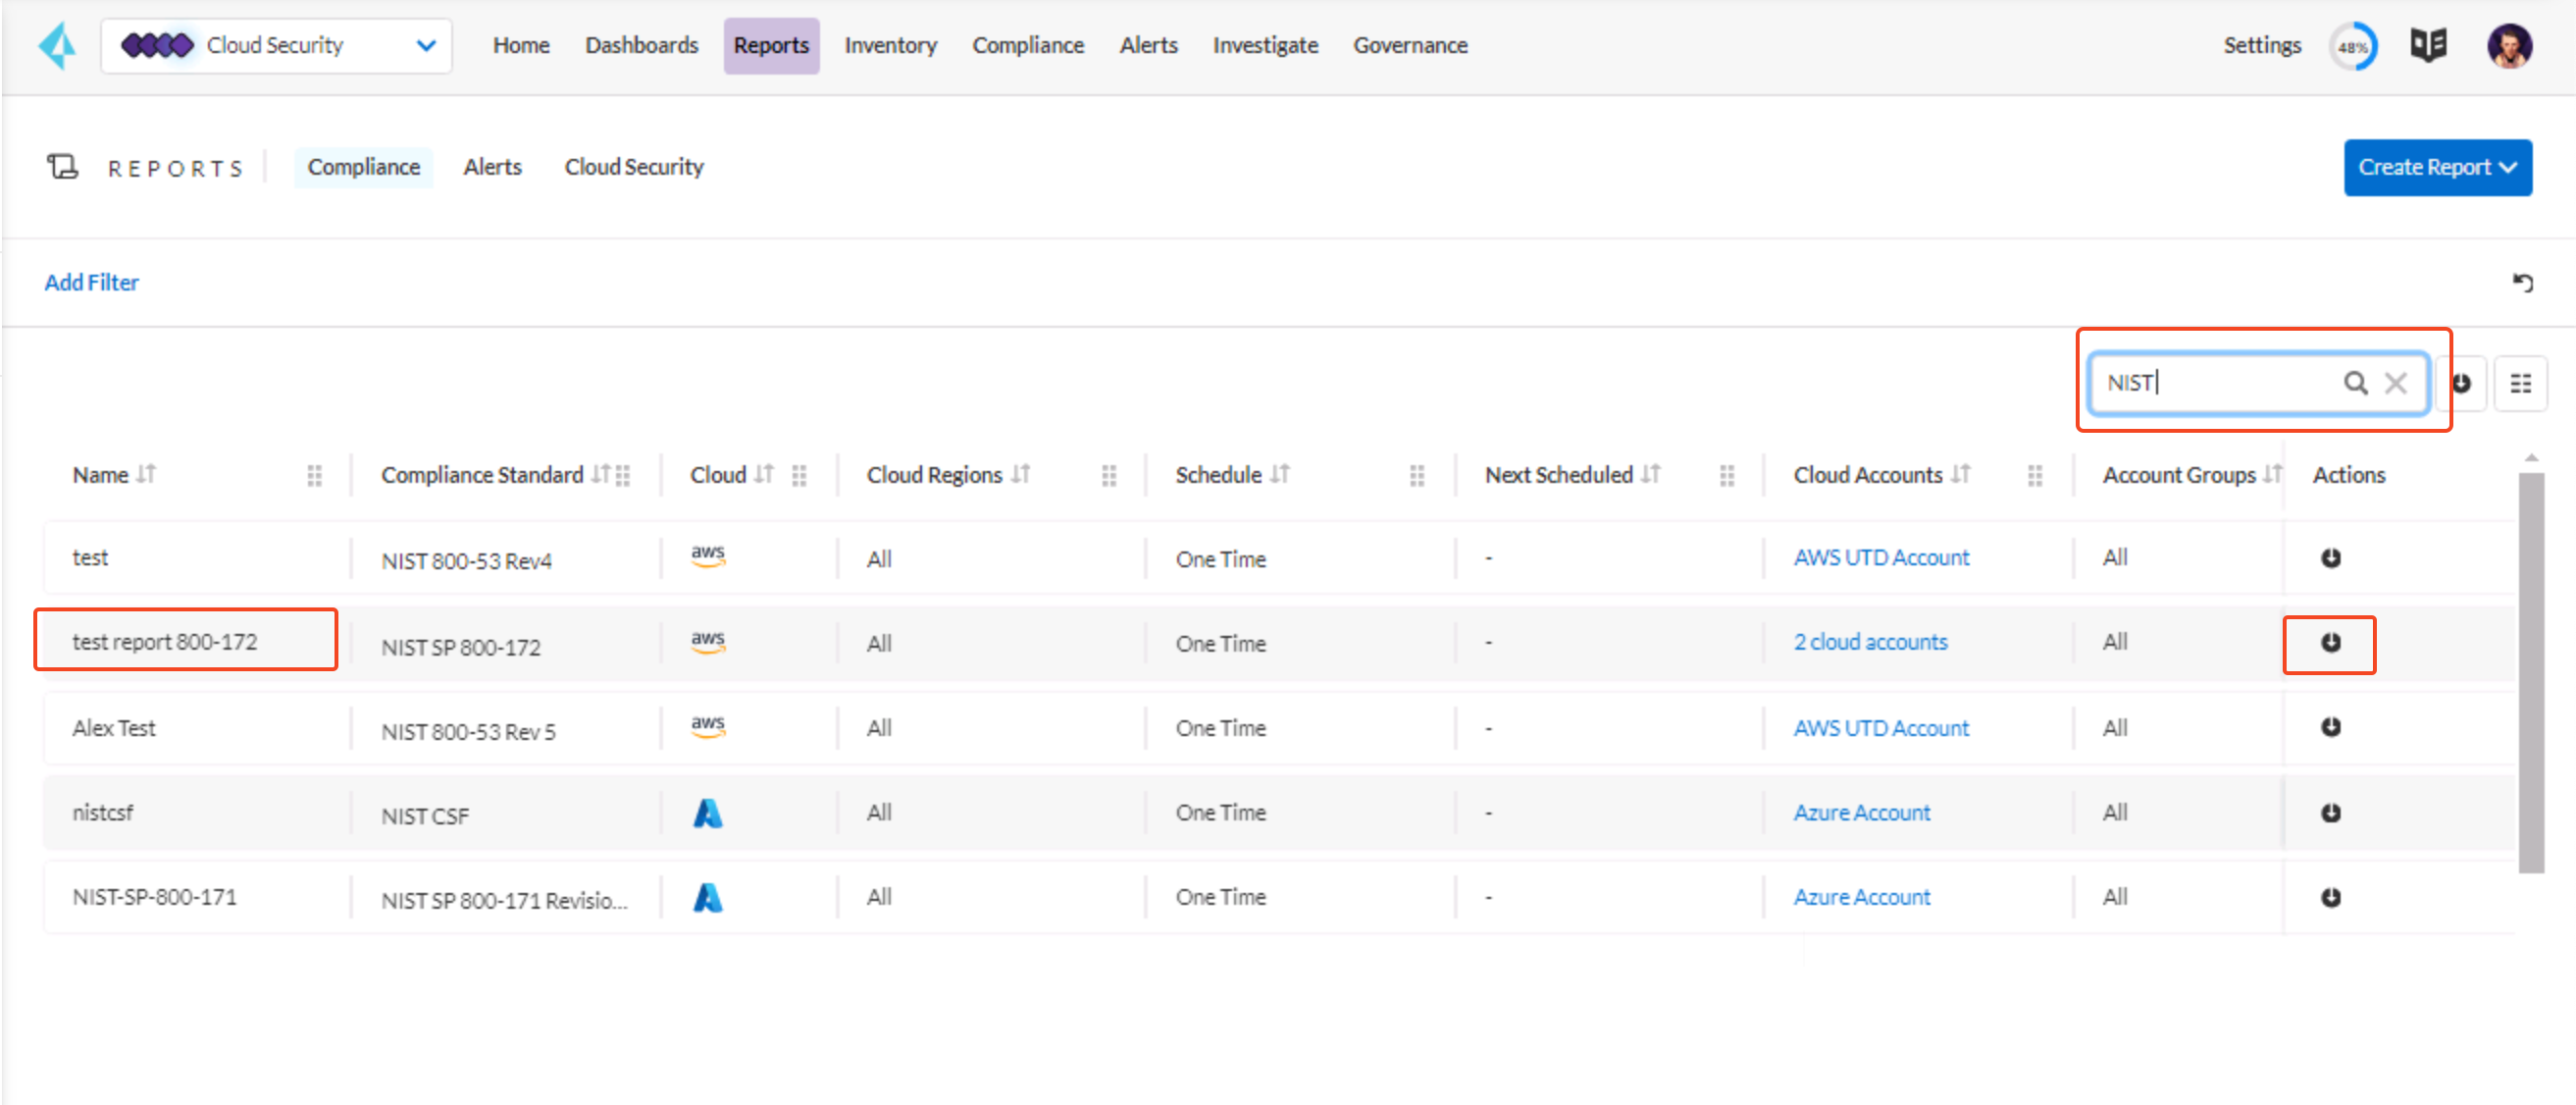 Cloud Security Home Dashboards Reports Inventory Compliance Alerts Investigate Governance Settings 48%
REPORTS Compliance Alerts Cloud Security Create Report
Add Filter
NIST
Name Compliance Standard Cloud Cloud Regions Schedule Next Scheduled Cloud Accounts Account Groups Actions
test NIST 800-53 Rev4 aws All One Time - AWS UTD Account All
test report 800-172 NIST SP 800-172 aws All One Time - 2 cloud accounts All
Alex Test NIST 800-53 Rev 5 aws All One Time - AWS UTD Account All
nistcsf NIST CSF All One Time - Azure Account All
NIST-SP-800-171 NIST SP 800-171 Revisio... All One Time - Azure Account All